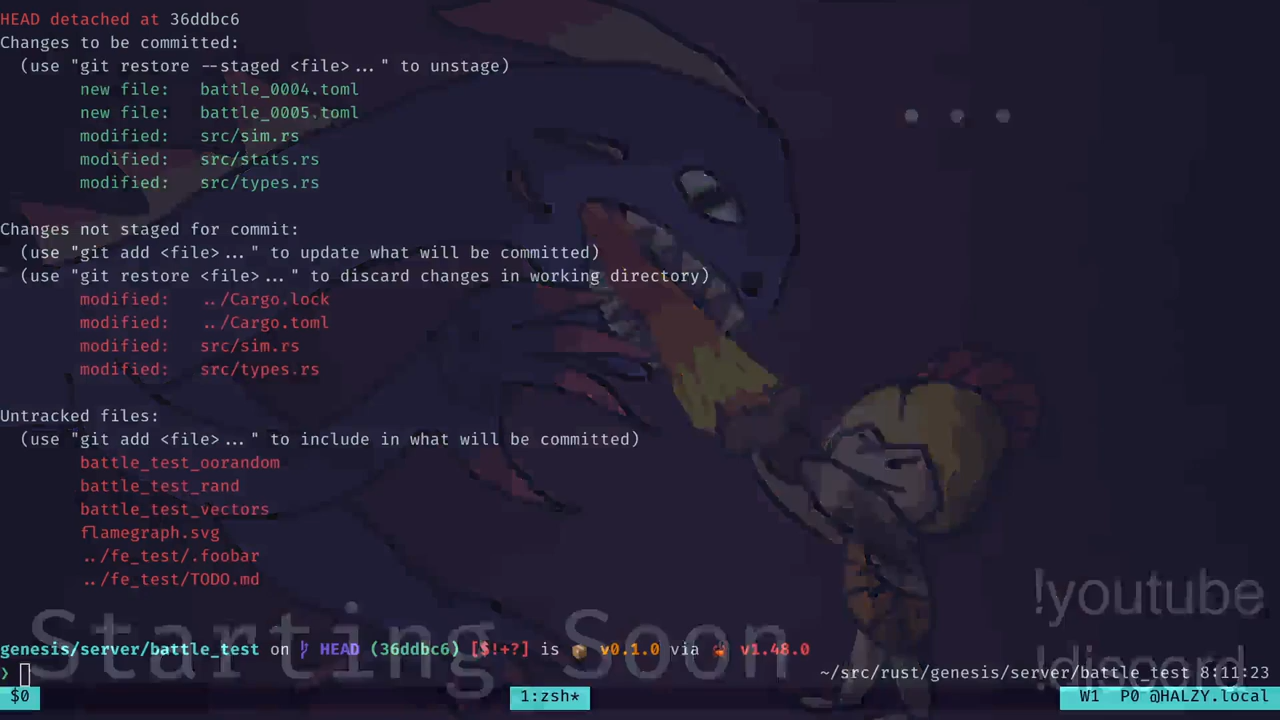 HEAD detached at 36ddbc6
Changes to be committed:
  (use "git restore --staged <file>..." to unstage)
        new file:   battle_0004.toml
        new file:   battle_0005.toml
        modified:   src/sim.rs
        modified:   src/stats.rs
        modified:   src/types.rs

Changes not staged for commit:
  (use "git add <file>..." to update what will be committed)
  (use "git restore <file>..." to discard changes in working directory)
        modified:   ../Cargo.lock
        modified:   ../Cargo.toml
        modified:   src/sim.rs
        modified:   src/types.rs

Untracked files:
  (use "git add <file>..." to include in what will be committed)
        battle_test_oorandom
        battle_test_rand
        battle_test_vectors
        flamegraph.svg
        ../fe_test/.foobar
        ../fe_test/TODO.md

!youtube
Starting Soon
genesis/server/battle_test on HEAD (36ddbc6) [$!+?] is v0.1.0 via v1.48.0
❯
~/src/rust/genesis/server/battle_test 8:11:23
!discord
$0 1:zsh* W1 P0 @HALZY.local